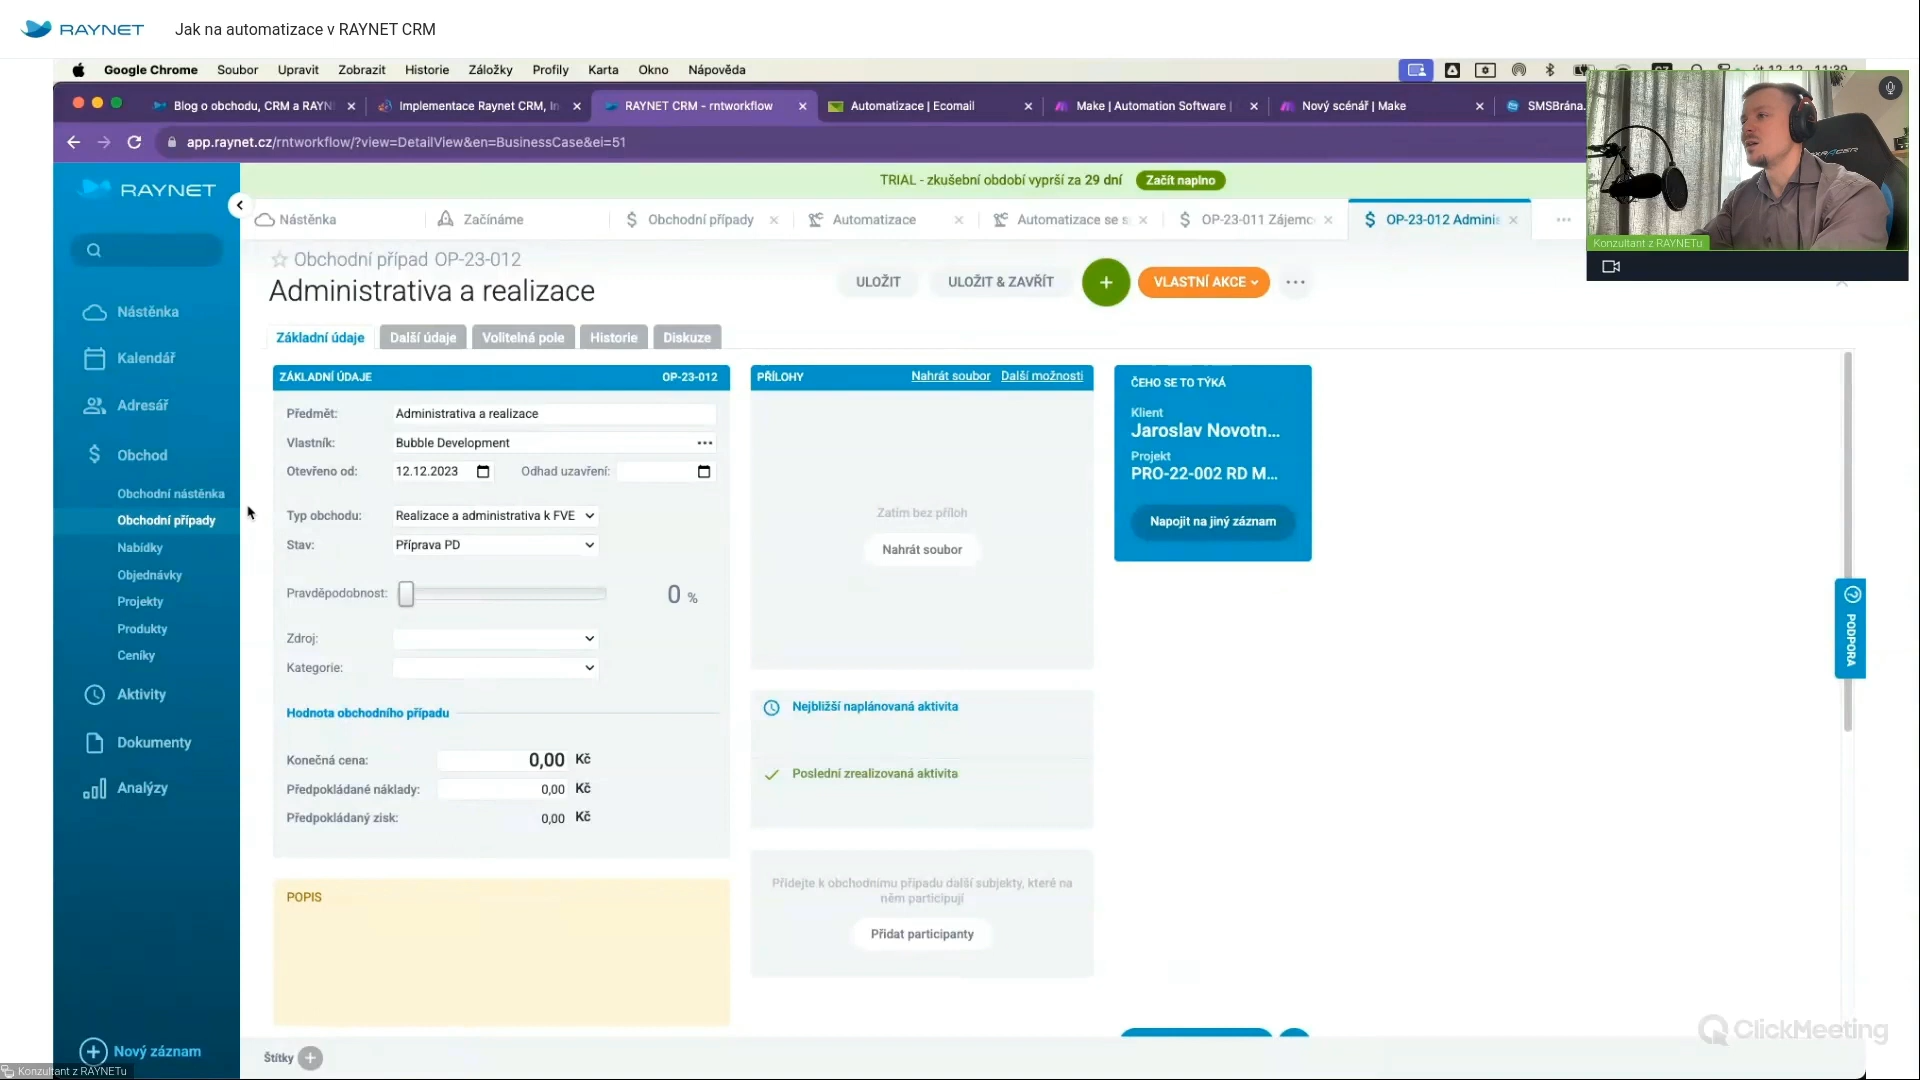 RAYNET
Jak na automatizace v RAYNET CRM
Google Chrome Soubor Upravit Zobrazit Historie Záložky Profily Karta Okno Nápověda
Blog o obchodu, CRM a RAYN
Implementace Raynet CRM, In
RAYNET CRM - rntworkflow
Automatizace | Ecomail
Make | Automation Software |
Nový scénář | Make
SMSBrána.
app.raynet.cz/rntworkflow/?view=DetailView&en=BusinessCase&ei=51
Konzultant z RAYNETu
RAYNET
TRIAL - zkušební období vyprší za 29 dní
Začít naplno
Nástěnka
Začínáme
Obchodní případy
Automatizace
Automatizace se s
OP-23-011 Zájemc
OP-23-012 Adminis
Obchodní případ OP-23-012
Administrativa a realizace
ULOŽIT
ULOŽIT & ZAVŘÍT
VLASTNÍ AKCE
Nástěnka
Kalendář
Adresář
Obchod
Obchodní nástěnka
Obchodní případy
Nabídky
Objednávky
Projekty
Produkty
Ceníky
Aktivity
Dokumenty
Analýzy
Nový záznam
Konzultant z RAYNETu
Základní údaje
Další údaje
Volitelná pole
Historie
Diskuze
ZÁKLADNÍ ÚDAJE OP-23-012
Předmět: Administrativa a realizace
Vlastník: Bubble Development
Otevřeno od: 12.12.2023 Odhad uzavření:
Typ obchodu: Realizace a administrativa k FVE
Stav: Příprava PD
Pravděpodobnost: 0 %
Zdroj:
Kategorie:
Hodnota obchodního případu
Konečná cena: 0,00 Kč
Předpokládané náklady: 0,00 Kč
Předpokládaný zisk: 0,00 Kč
POPIS
Štítky
PŘÍLOHY Nahrát soubor Další možnosti
Zatím bez příloh
Nahrát soubor
Nejbližší naplánovaná aktivita
Poslední zrealizovaná aktivita
Přidejte k obchodnímu případu další subjekty, které na
něm participují
Přidat participanty
ČEHO SE TO TÝKÁ
Klient
Jaroslav Novotn...
Projekt
PRO-22-002 RD M...
Napojit na jiný záznam
PODPORA
ClickMeeting